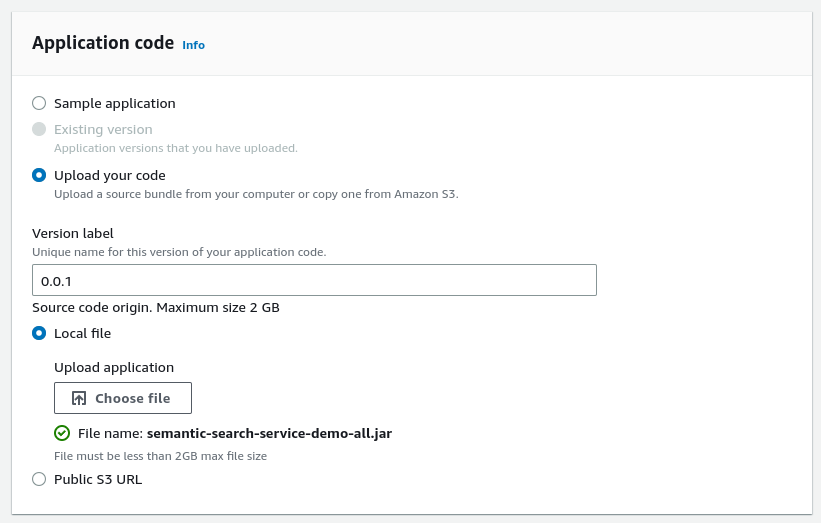 Application code Info
Sample application
Existing version
Application versions that you have uploaded.
Upload your code
Upload a source bundle from your computer or copy one from Amazon S3.
Version label
Unique name for this version of your application code.
0.0.1
Source code origin. Maximum size 2 GB
Local file
Upload application
Choose file
File name: semantic-search-service-demo-all.jar
File must be less than 2GB max file size
Public S3 URL